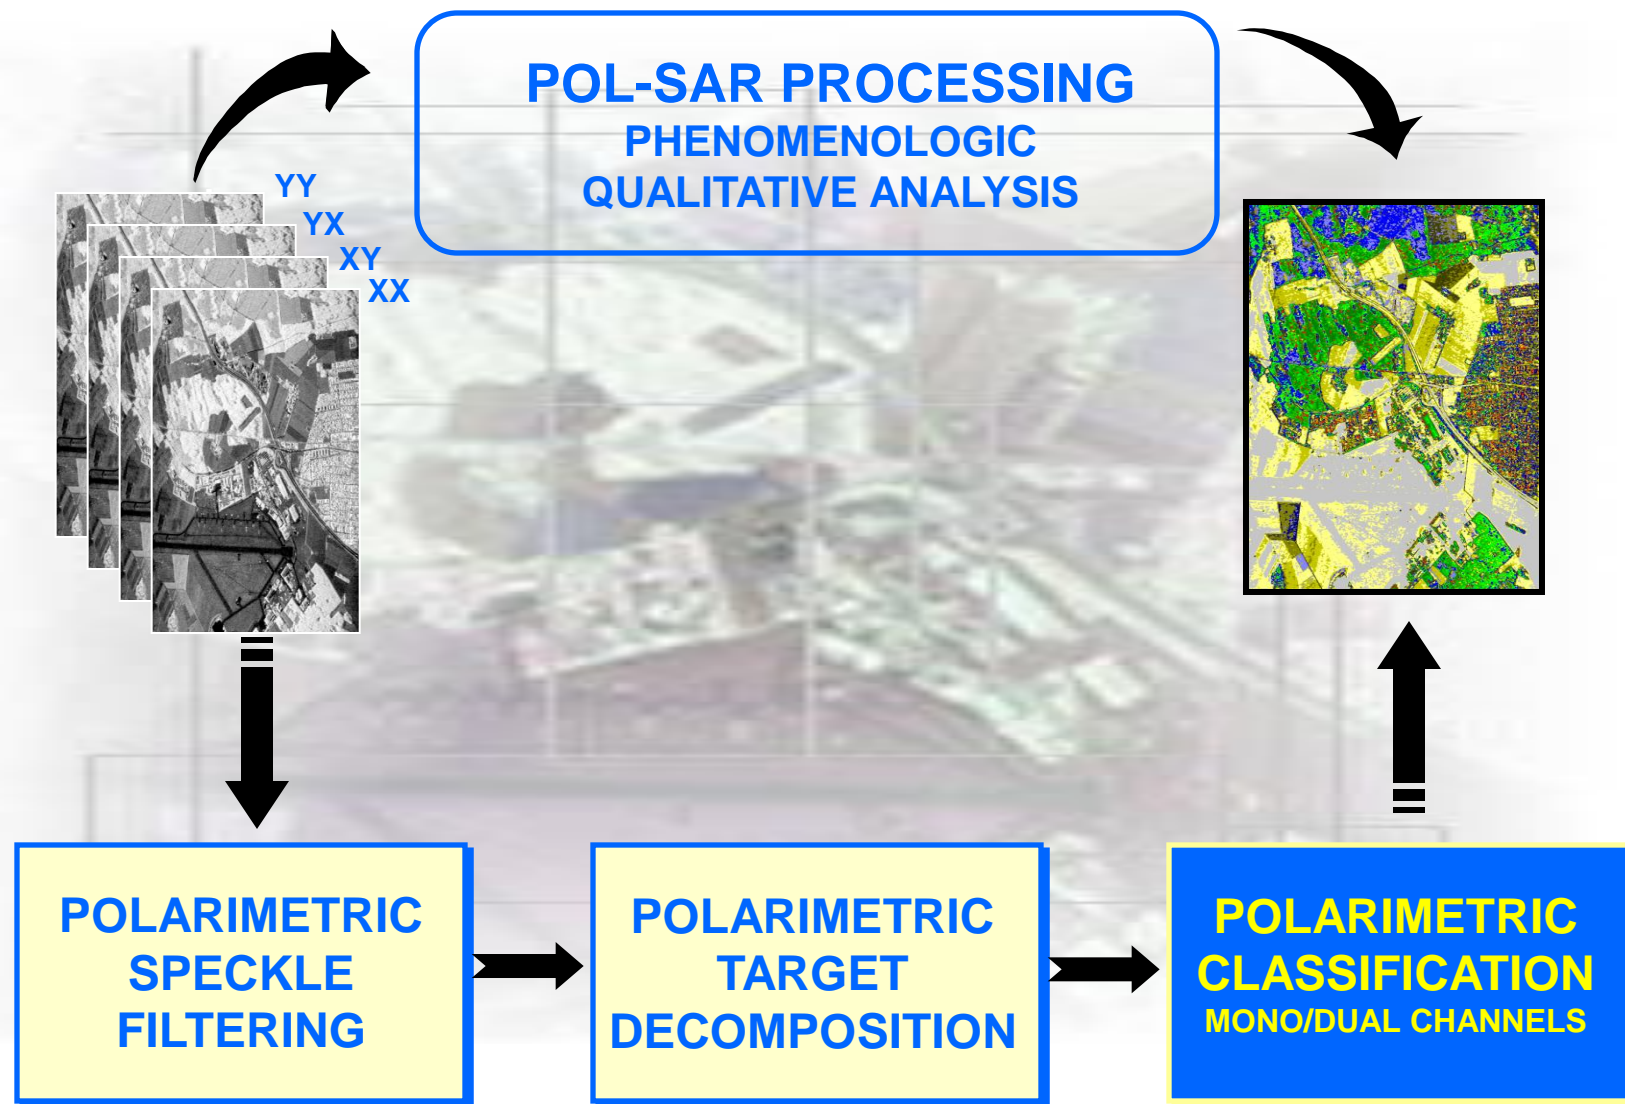 POL-SAR PROCESSING
PHENOMENOLOGIC
QUALITATIVE ANALYSIS
YY
YX
XY
XX
POLARIMETRIC
SPECKLE
FILTERING
POLARIMETRIC
TARGET
DECOMPOSITION
POLARIMETRIC
CLASSIFICATION
MONO/DUAL CHANNELS